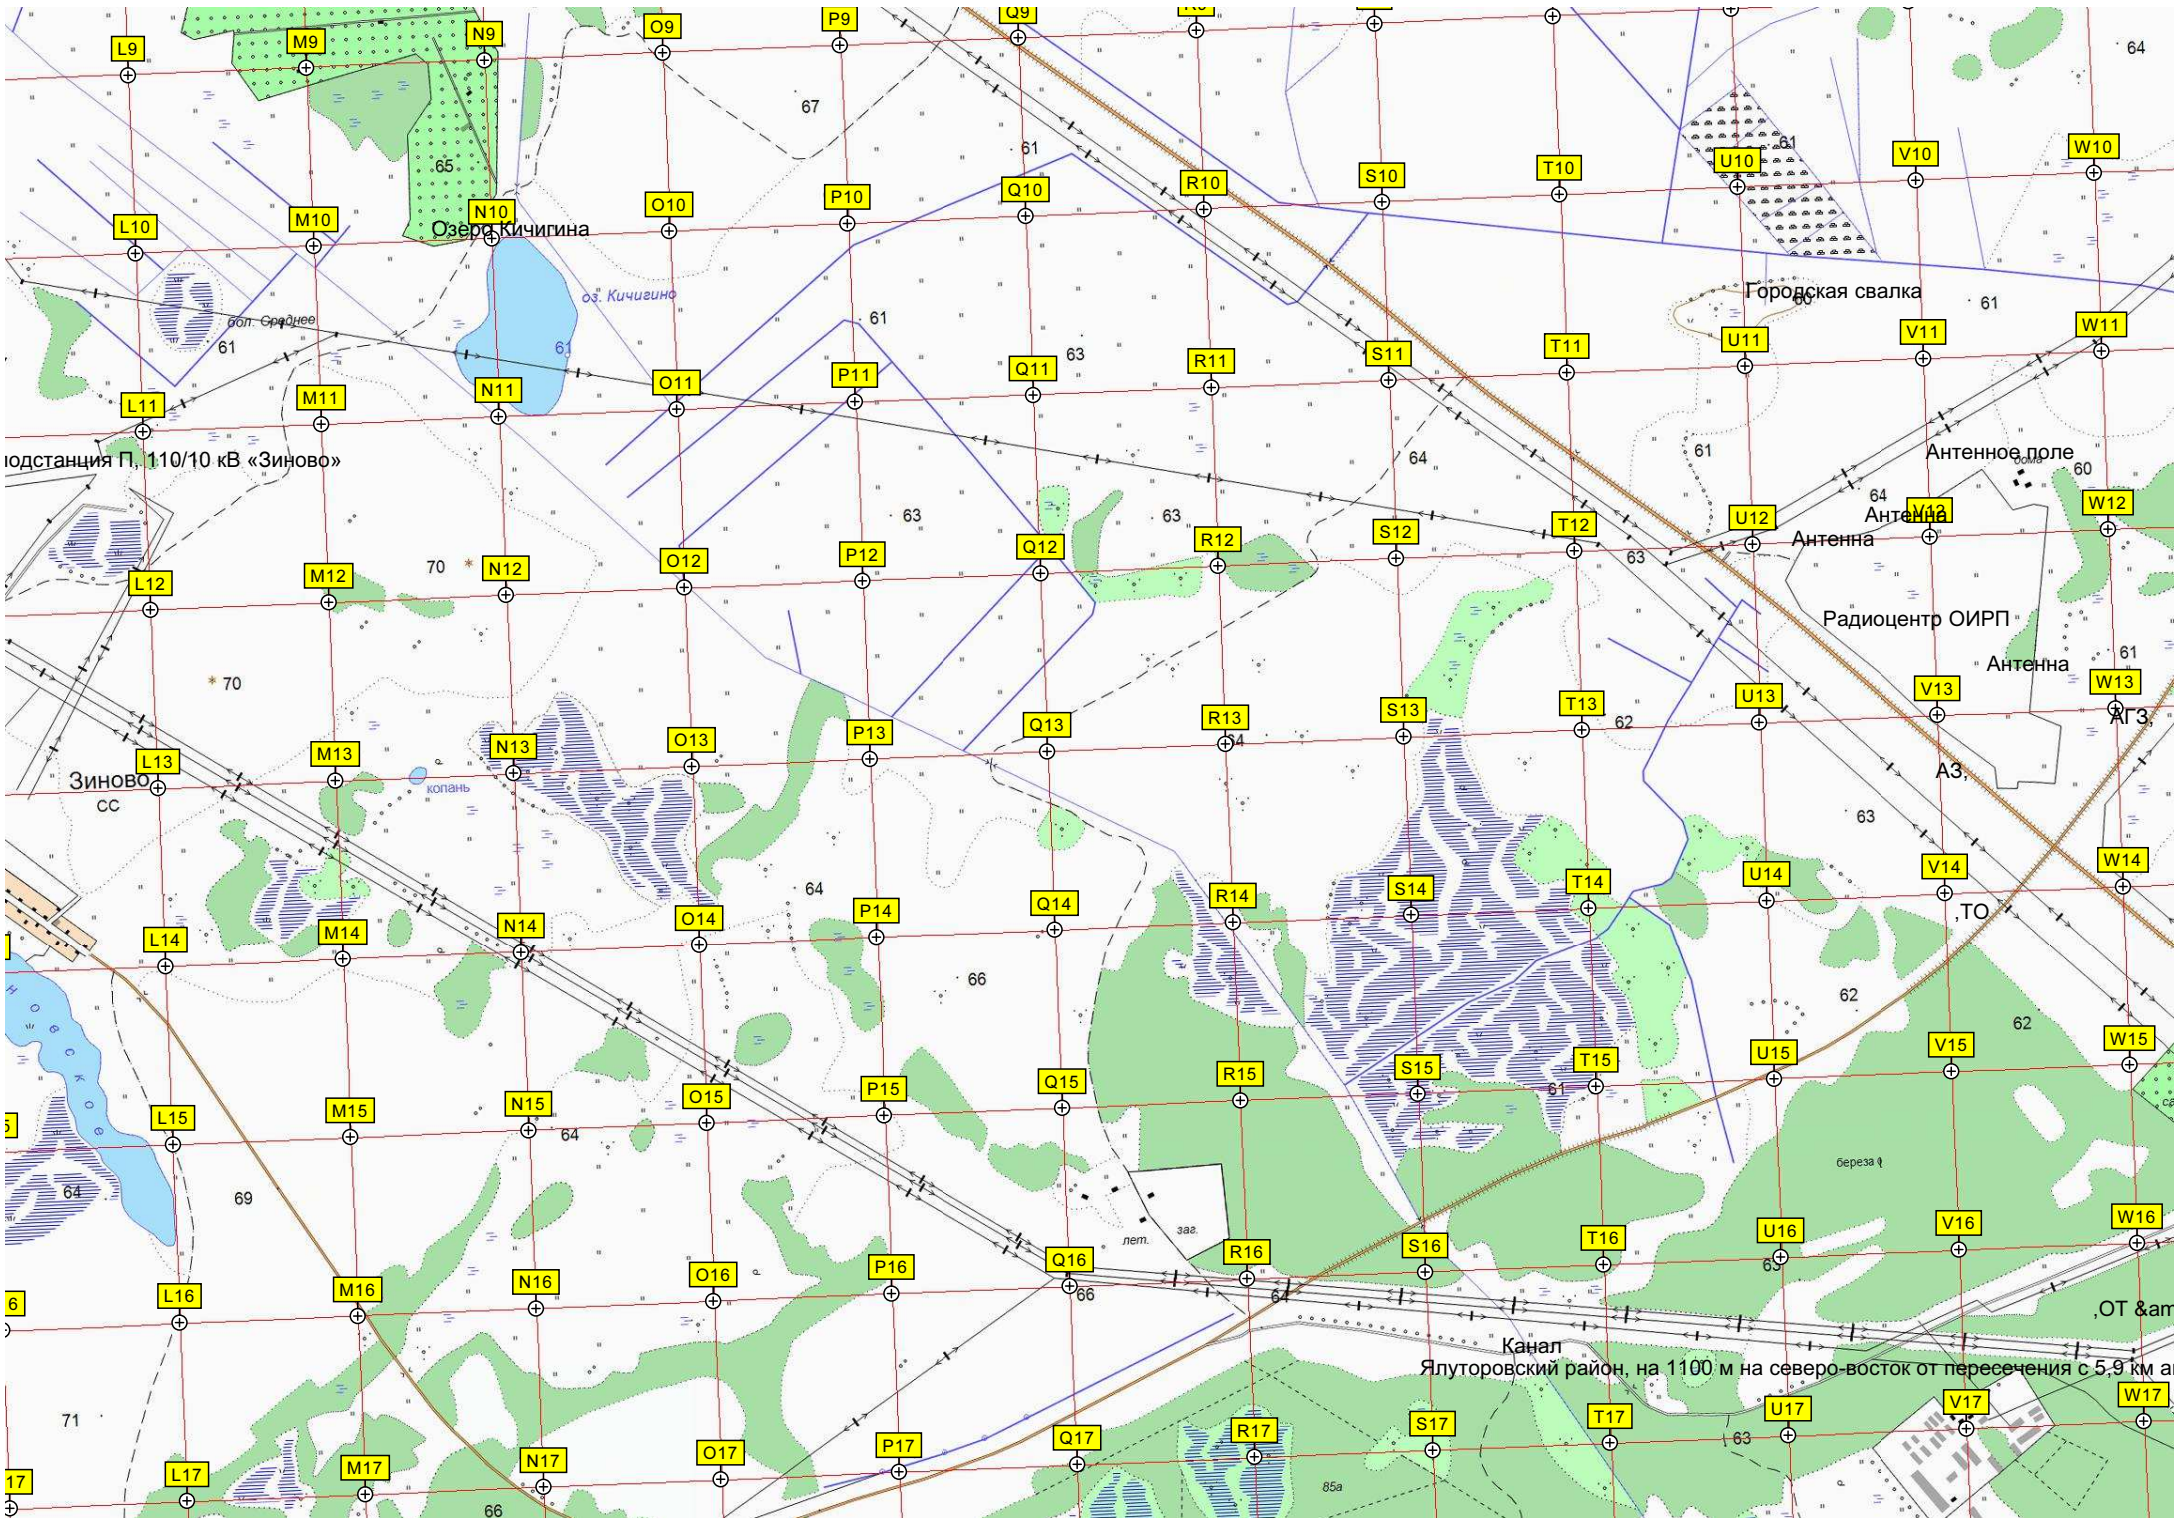 P9
Q9
N9
O9
M9
L9
64
67
61
61
65
W10
V10
U10
T10
S10
R10
Q10
P10
O10
N10
M10
L10
Озеро Кичигина
оз. Кичигино
Городская свалка
60
61
61
бол. Среднее
61
61
63
W11
V11
U11
T11
S11
R11
Q11
P11
O11
N11
M11
L11
подстанция П, 110/10 кВ «Зиново»
61
64
Антенное поле
дома
60
64
63
63
Антенна
Антенна
W12
V12
U12
T12
S12
R12
Q12
P12
O12
N12
M12
L12
70
63
Радиоцентр ОИРП
Антенна
61
70
W13
V13
U13
T13
S13
R13
Q13
P13
O13
N13
M13
L13
АГЗ,
62
64
АЗ,
Зиново
СС
копань
63
W14
V14
U14
T14
S14
R14
Q14
P14
O14
N14
M14
L14
64
,ТО
66
62
62
W15
V15
U15
T15
S15
R15
Q15
P15
O15
N15
M15
L15
5
61
64
береза
64
69
заг.
лет.
W16
V16
U16
T16
S16
R16
Q16
P16
O16
N16
M16
L16
6
63
64
66
,ОТ &am
Канал
Ялуторовский район, на 1100 м на северо-восток от пересечения с 5,9 км а
71
W17
V17
U17
T17
S17
R17
Q17
P17
O17
N17
M17
L17
17
63
85а
66